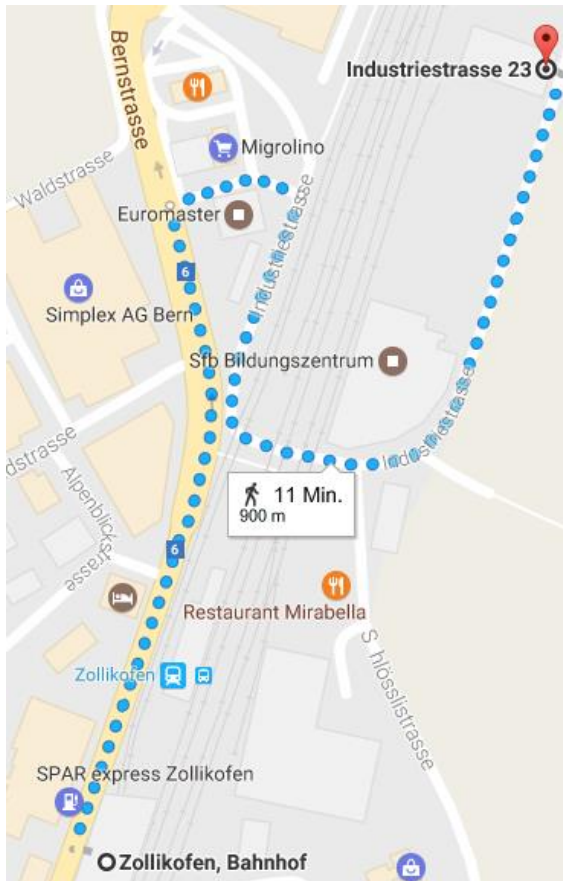 Bernstrasse
Industriestrasse 23
Migrolino
Waldstrasse
Euromaster
Industriestrasse
6
Simplex AG Bern
Sfb Bildungszentrum
dstrasse
Industriestrasse
Alpenblickstrasse
11 Min.
900 m
6
Restaurant Mirabella
Zollikofen
S hlösslistrasse
SPAR express Zollikofen
Zollikofen, Bahnhof